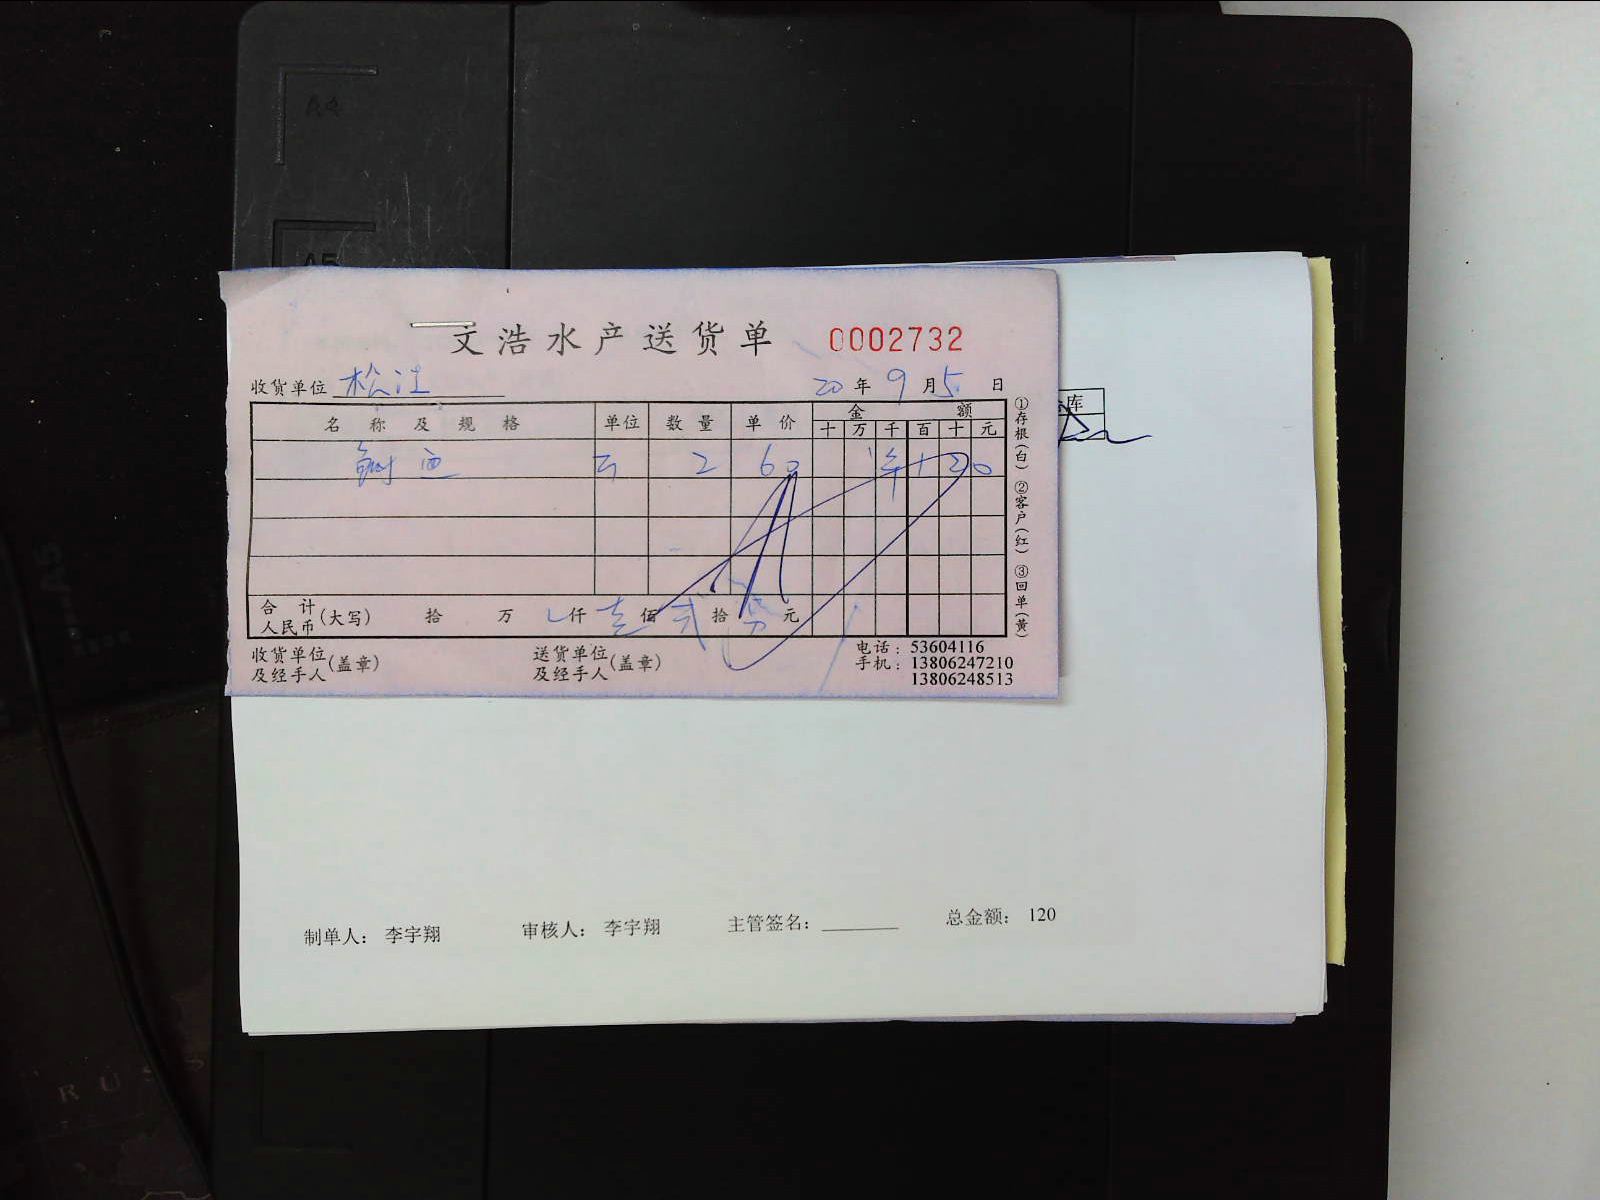 A4
A5
文浩水产送货单 0002732
收货单位 松江 20年9月5日
名称及规格 单位 数量 单价 金额
十 万 千 百 十 元
2 60 ¥120
合计人民币(大写) 拾 万 仟 壹佰 贰拾 元
收货单位及经手人(盖章) 送货单位及经手人(盖章)
电话：53604116
手机：13806247210
13806248513
①存根(白) ②客户(红) ③回单(黄)
库
制单人： 李宇翔 审核人： 李宇翔 主管签名： 总金额： 120
A5
RUSS